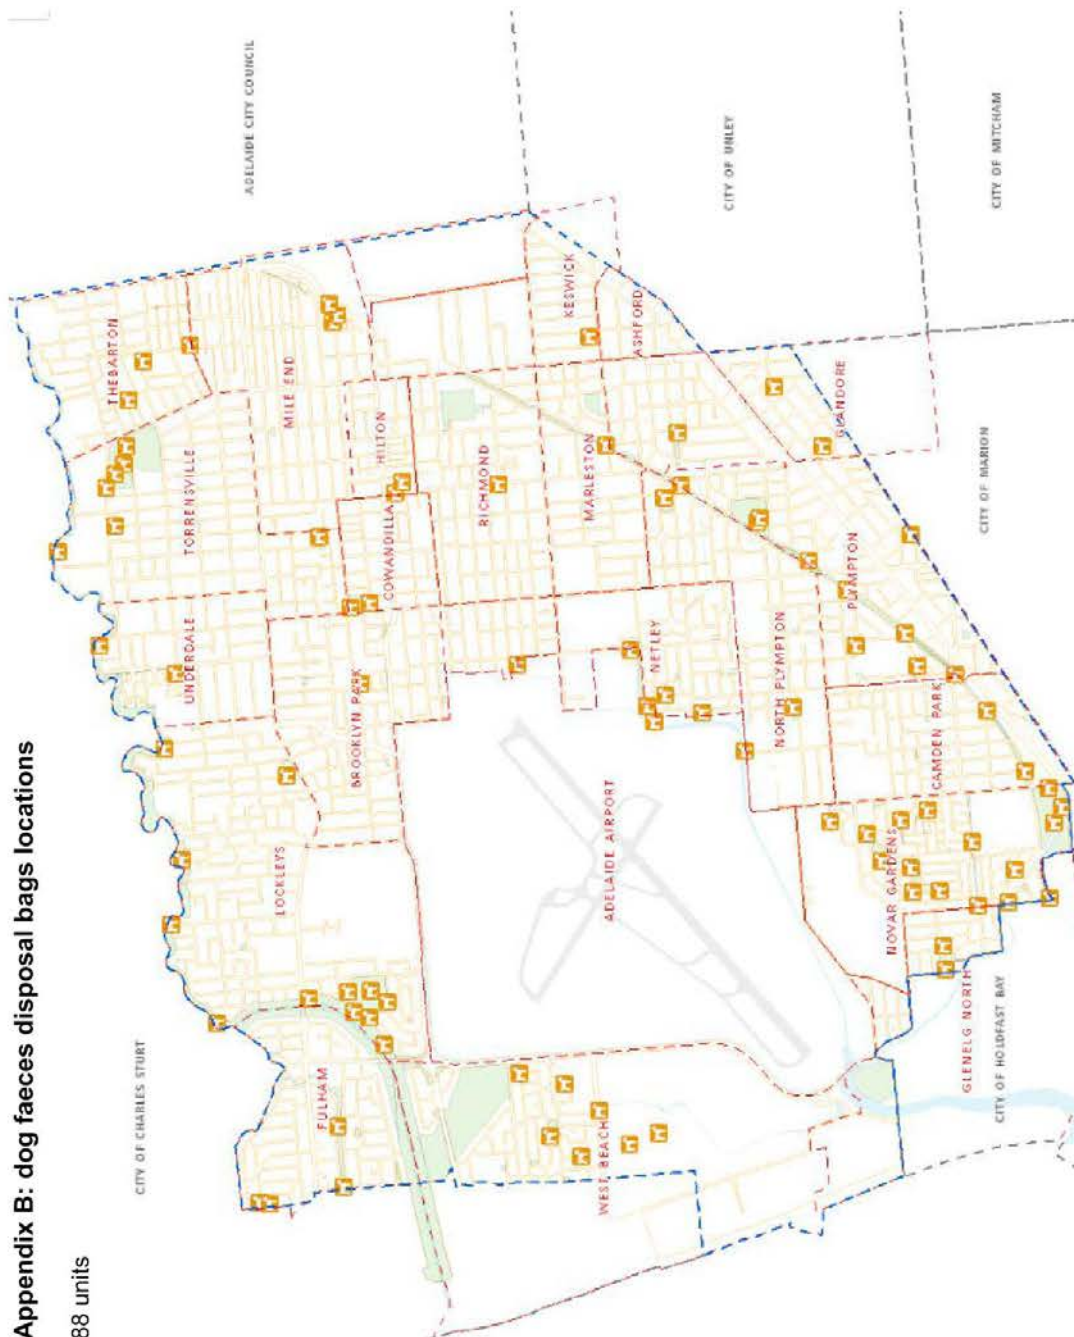 Appendix B: dog faeces disposal bags locations
88 units
CITY OF CHARLES STURT
ADELAIDE CITY COUNCIL
THEBARTON
UNDERDALE
TORRENSVILLE
LOCKLEYS
MILE END
FULHAM
BROOKLYN PARK
COWANDILLA
HILTON
RICHMOND
KESWICK
MARLESTON
ASHFORD
WEST BEACH
ADELAIDE AIRPORT
NETLEY
CITY OF UNLEY
NORTH PLYMPTON
GLANDORE
PLYMPTON
NOVAR GARDENS
CAMDEN PARK
GLENELG NORTH
CITY OF HOLDFAST BAY
CITY OF MARION
CITY OF MITCHAM